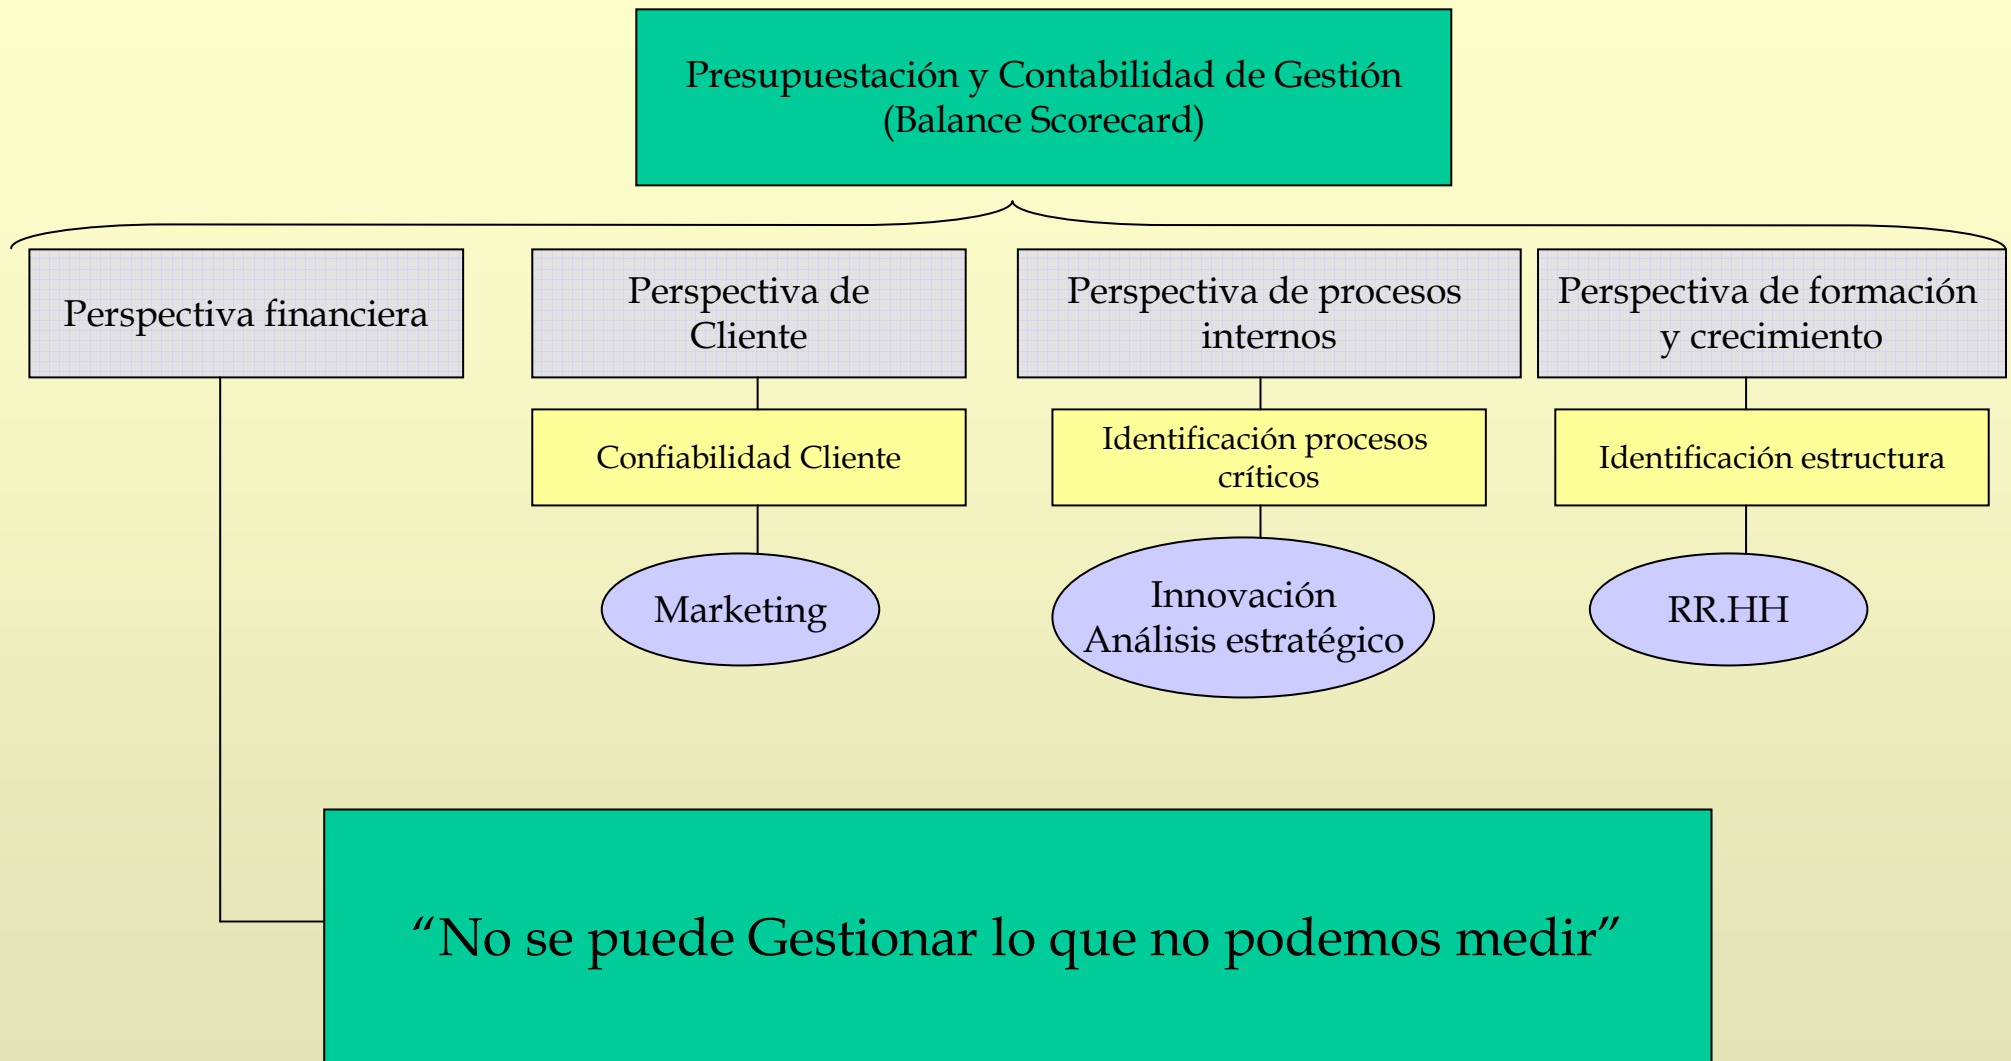 Presupuestación y Contabilidad de Gestión
(Balance Scorecard)
Perspectiva financiera
Perspectiva de
Cliente
Perspectiva de procesos
internos
Perspectiva de formación
y crecimiento
Confiabilidad Cliente
Identificación procesos
críticos
Identificación estructura
Marketing
Innovación
Análisis estratégico
RR.HH
“No se puede Gestionar lo que no podemos medir”